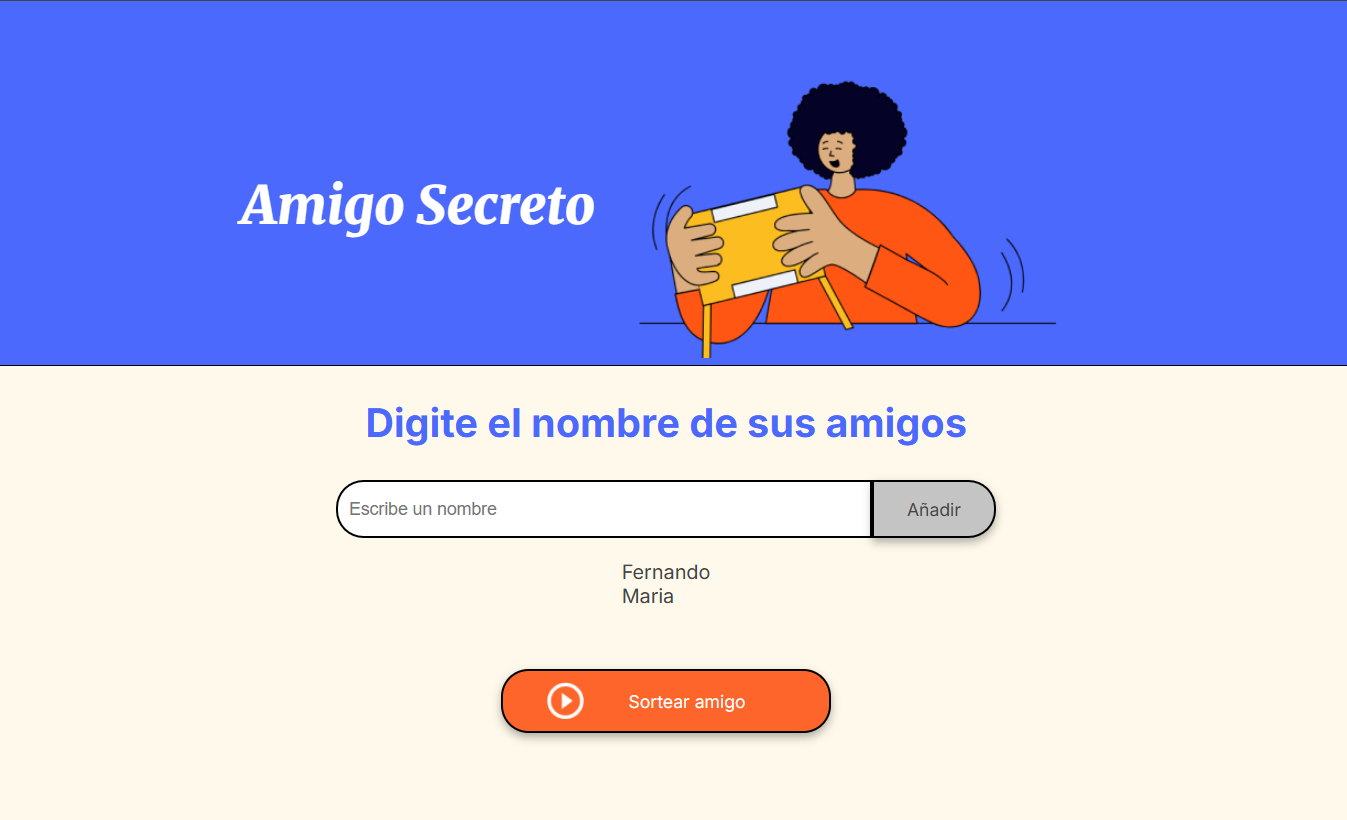 Amigo Secreto
Digite el nombre de sus amigos
Escribe un nombre
Añadir
Fernando
Maria
Sortear amigo